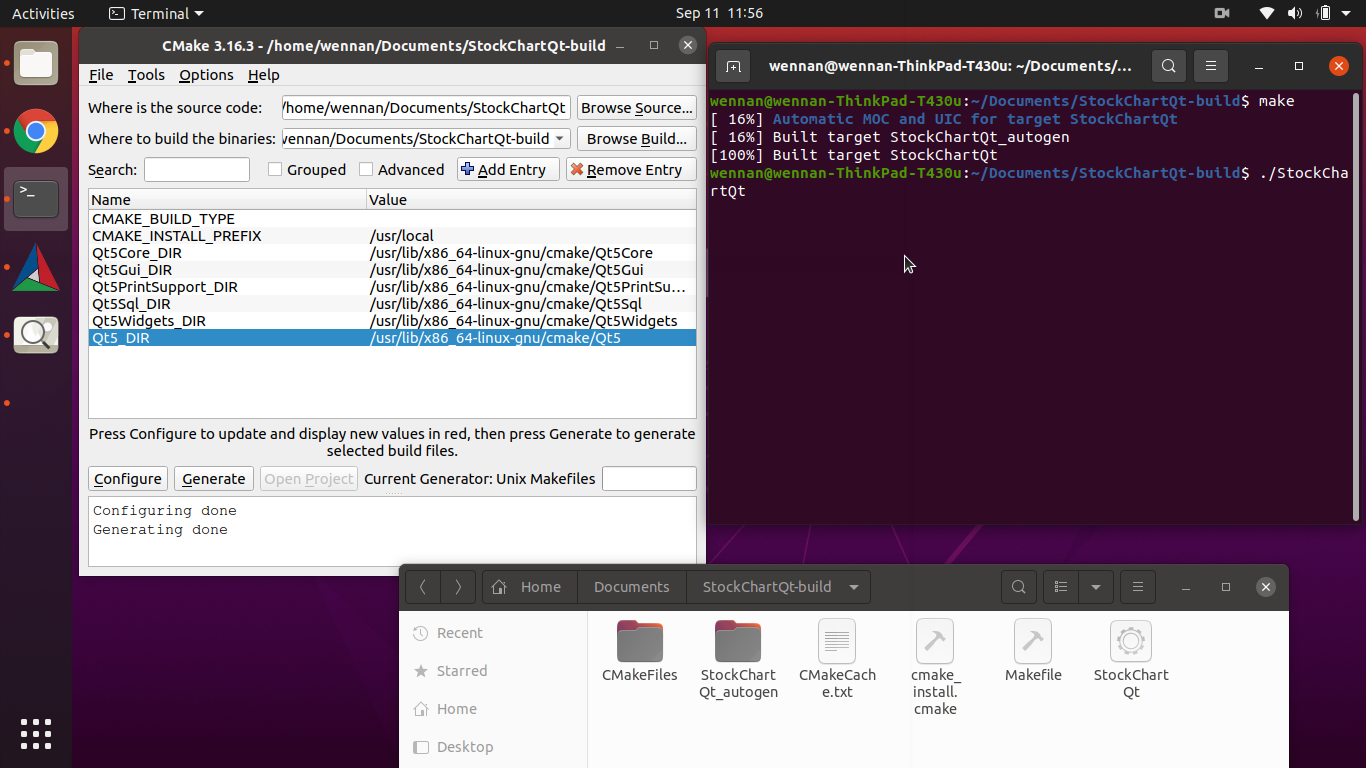 Activities
Terminal
Sep 11 11:56
CMake 3.16.3 - /home/wennan/Documents/StockChartQt-build
File Tools Options Help
Where is the source code:
/home/wennan/Documents/StockChartQt
Browse Source...
Where to build the binaries:
wennan/Documents/StockChartQt-build
Browse Build...
Search:
Grouped
Advanced
Add Entry
Remove Entry
Name Value
CMAKE_BUILD_TYPE
CMAKE_INSTALL_PREFIX /usr/local
Qt5Core_DIR /usr/lib/x86_64-linux-gnu/cmake/Qt5Core
Qt5Gui_DIR /usr/lib/x86_64-linux-gnu/cmake/Qt5Gui
Qt5PrintSupport_DIR /usr/lib/x86_64-linux-gnu/cmake/Qt5PrintSu...
Qt5Sql_DIR /usr/lib/x86_64-linux-gnu/cmake/Qt5Sql
Qt5Widgets_DIR /usr/lib/x86_64-linux-gnu/cmake/Qt5Widgets
Qt5_DIR /usr/lib/x86_64-linux-gnu/cmake/Qt5
Press Configure to update and display new values in red, then press Generate to generate
selected build files.
Configure
Generate
Open Project
Current Generator: Unix Makefiles
Configuring done
Generating done
wennan@wennan-ThinkPad-T430u: ~/Documents/...
wennan@wennan-ThinkPad-T430u:~/Documents/StockChartQt-build$ make
[ 16%] Automatic MOC and UIC for target StockChartQt
[ 16%] Built target StockChartQt_autogen
[100%] Built target StockChartQt
wennan@wennan-ThinkPad-T430u:~/Documents/StockChartQt-build$ ./StockCha
rtQt
Home
Documents
StockChartQt-build
Recent
Starred
Home
Desktop
CMakeFiles
StockChart
Qt_autogen
CMakeCach
e.txt
cmake_
install.
cmake
Makefile
StockChart
Qt